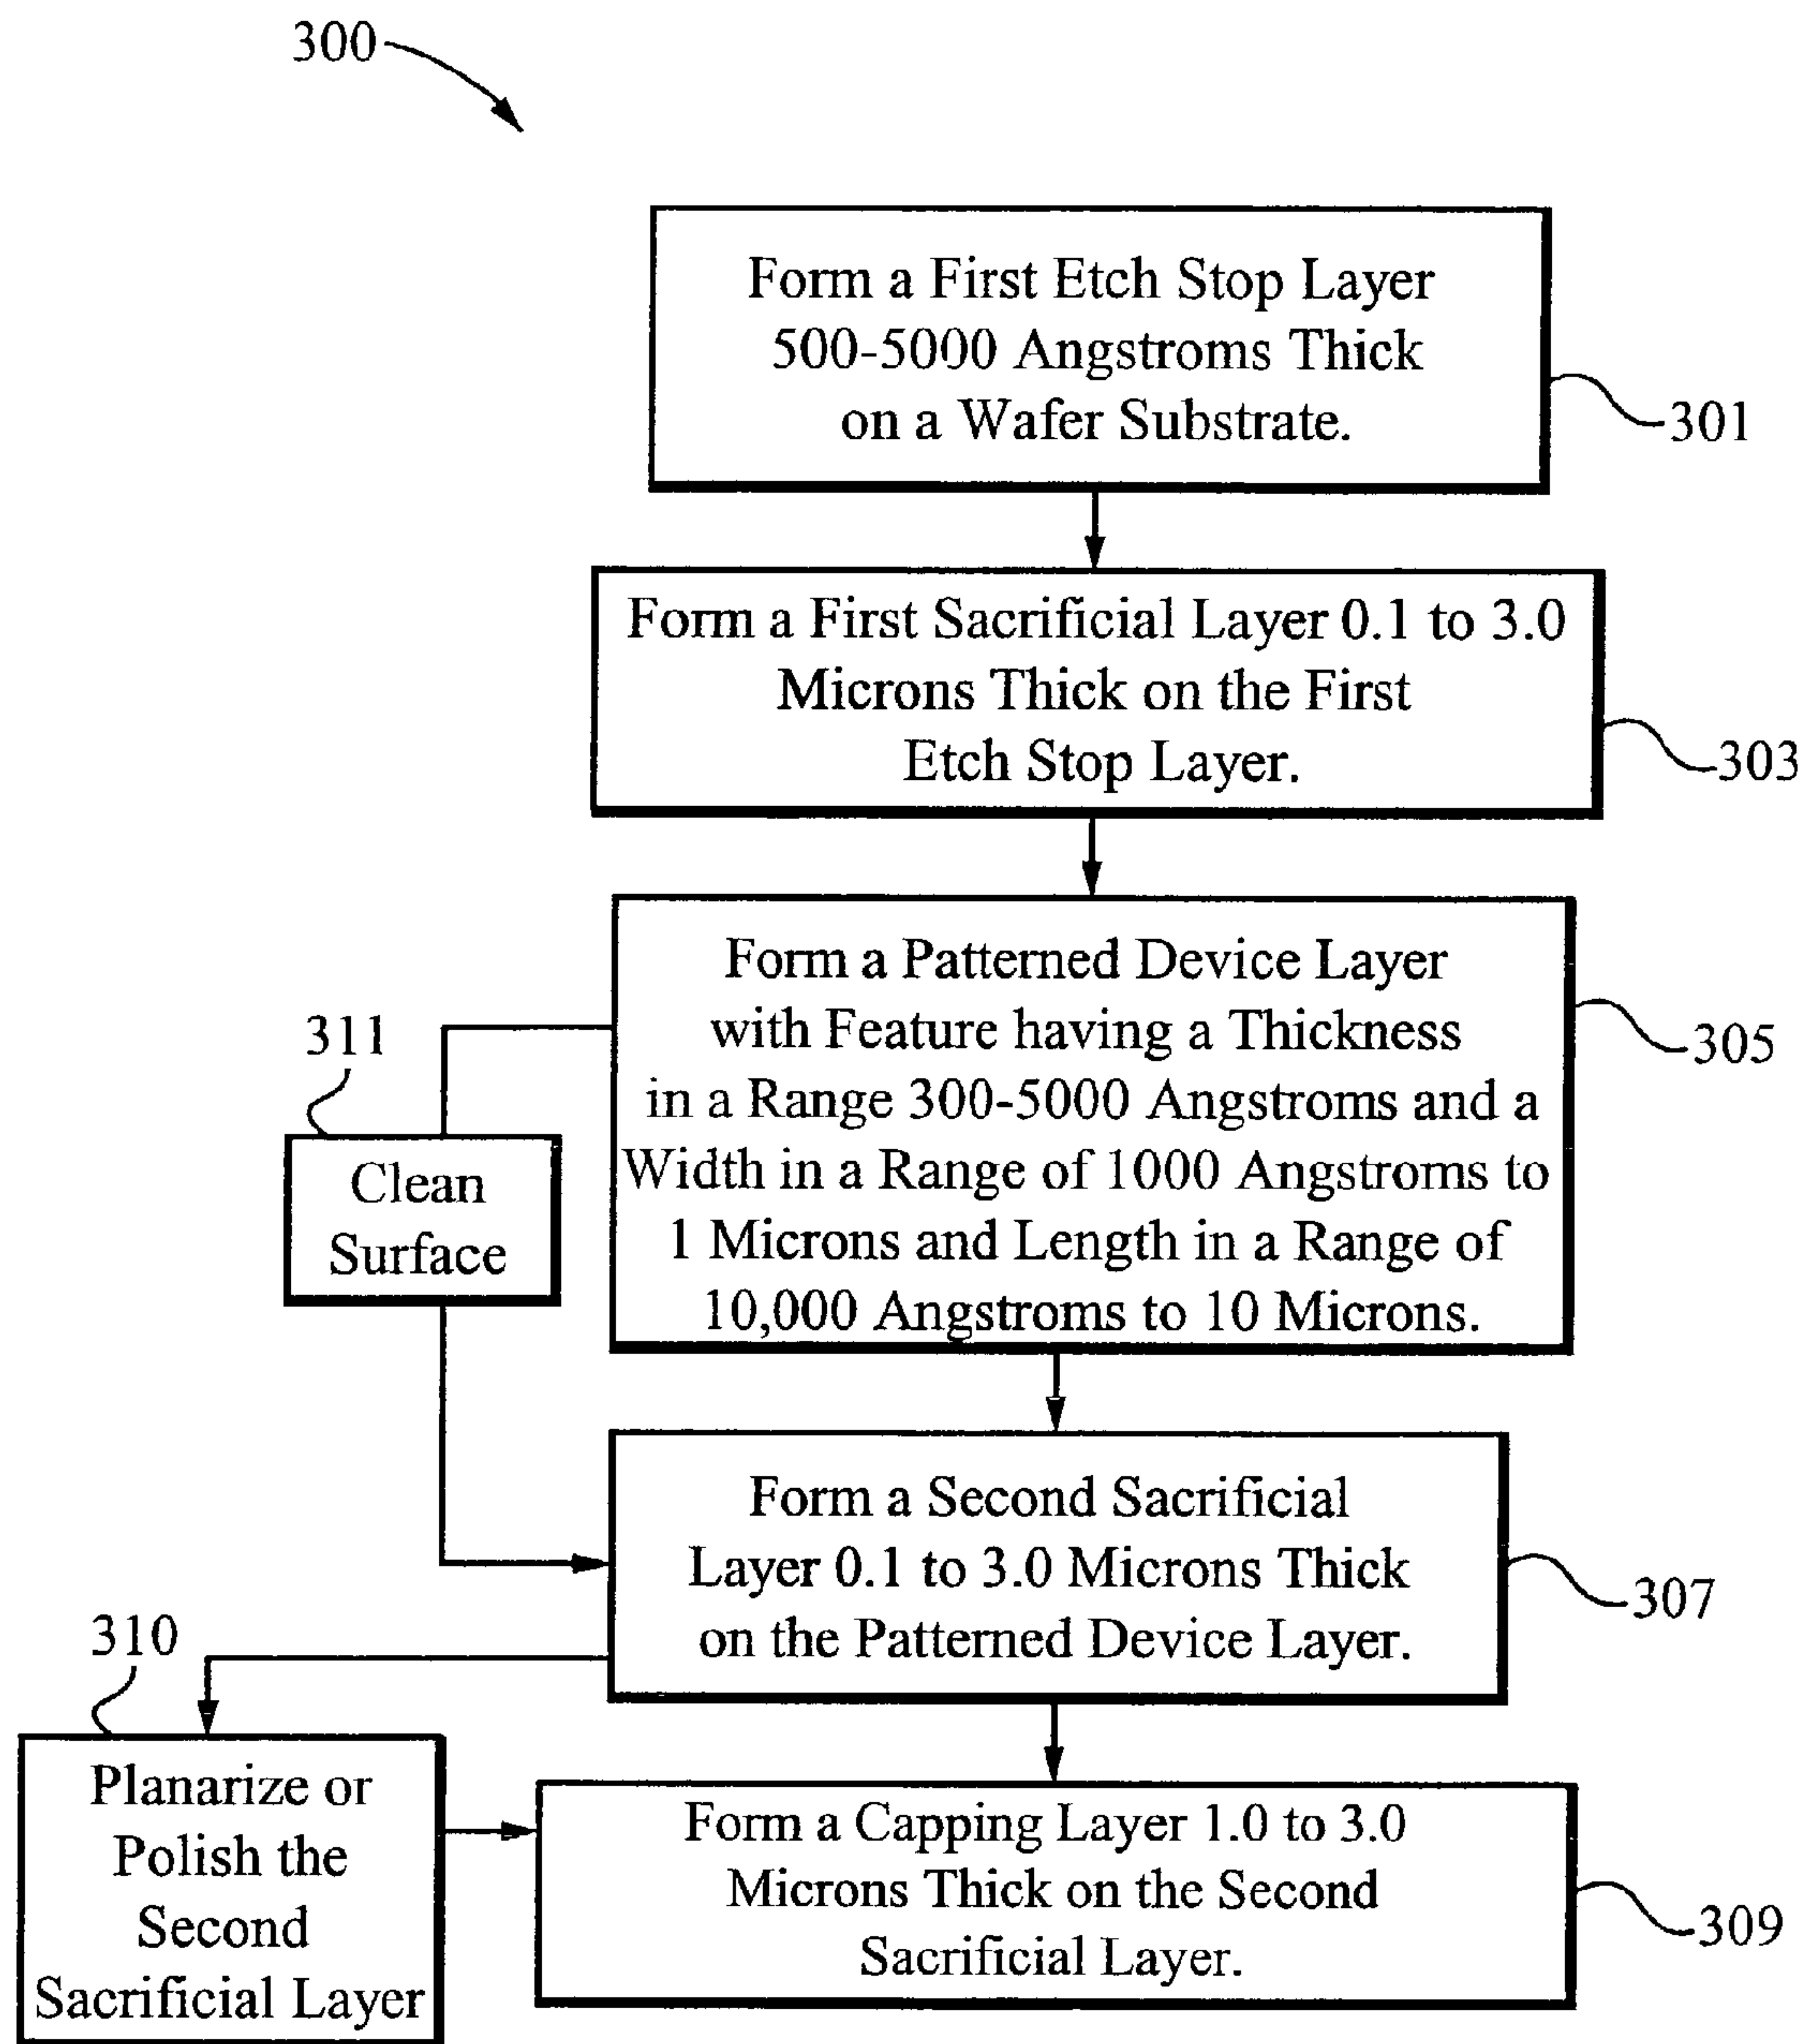 300
Form a First Etch Stop Layer
500-5000 Angstroms Thick
on a Wafer Substrate.
301
Form a First Sacrificial Layer 0.1 to 3.0
Microns Thick on the First
Etch Stop Layer.
303
Form a Patterned Device Layer
with Feature having a Thickness
in a Range 300-5000 Angstroms and a
Width in a Range of 1000 Angstroms to
1 Microns and Length in a Range of
10,000 Angstroms to 10 Microns.
305
311
Clean
Surface
Form a Second Sacrificial
Layer 0.1 to 3.0 Microns Thick
on the Patterned Device Layer.
307
310
Planarize or
Polish the
Second
Sacrificial Layer
Form a Capping Layer 1.0 to 3.0
Microns Thick on the Second
Sacrificial Layer.
309